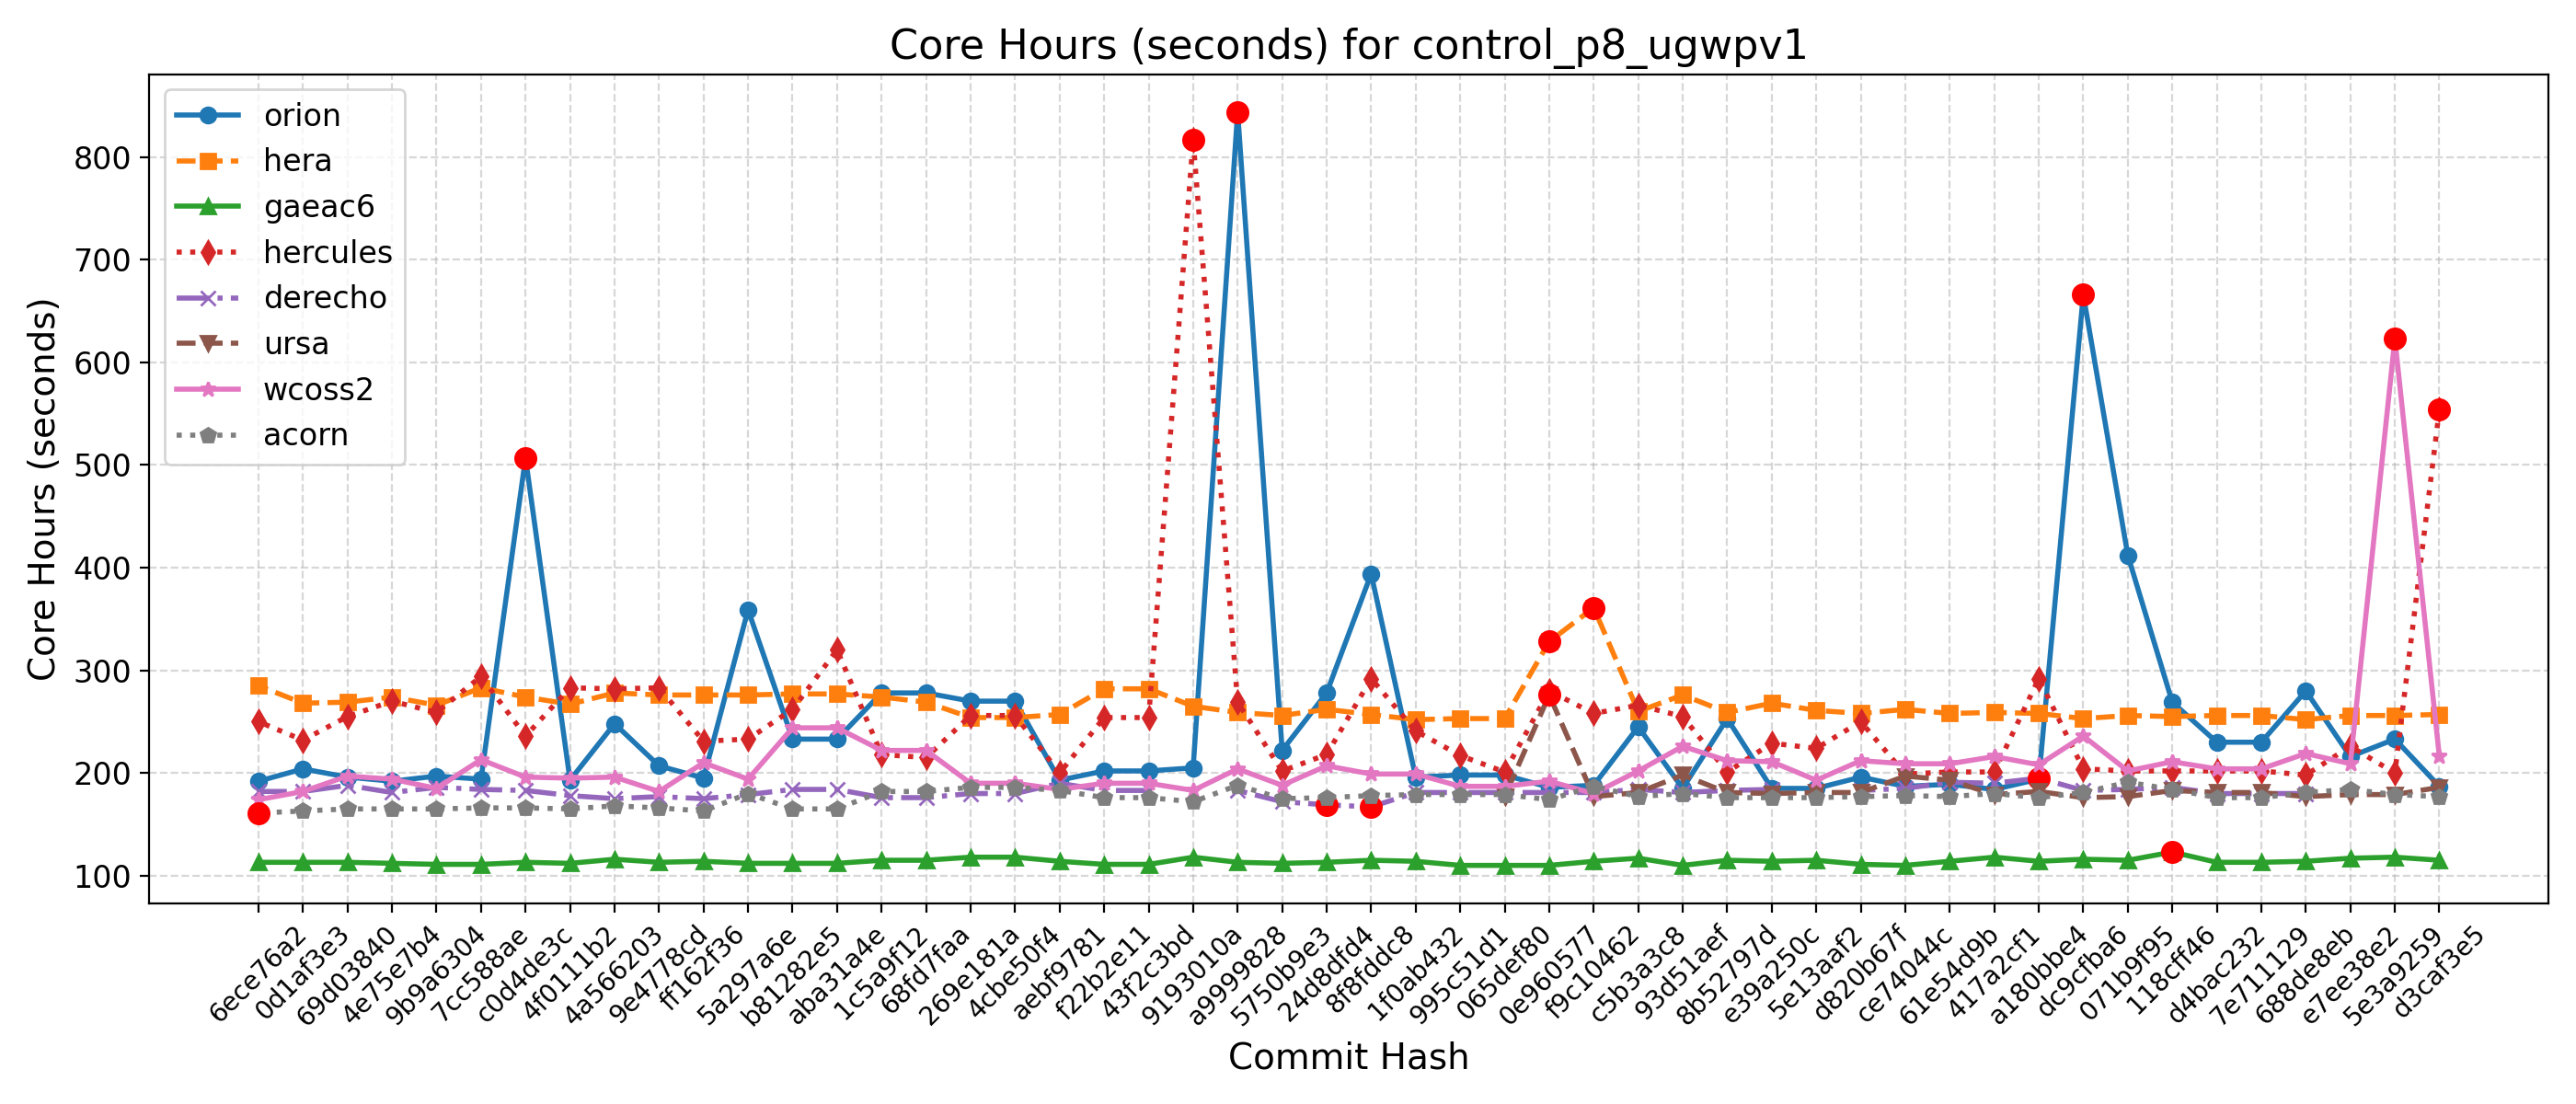 Core Hours (seconds) for control_p8_ugwpv1
orion
hera
gaeac6
hercules
derecho
ursa
wcoss2
acorn
Core Hours (seconds)
800
700
600
500
400
300
200
100
6ece76a2
0d1af3e3
69d03840
4e75e7b4
9b9a6304
7cc588ae
c0d4de3c
4f0111b2
4a566203
9e4778cd
ff162f36
5a297a6e
b81282e5
aba31a4e
1c5a9f12
68fd7faa
269e181a
4cbe50f4
aebf9781
f22b2e11
43f2c3bd
9193010a
a9999828
5750b9e3
24d8dfd4
8f8fddc8
1f0ab432
995c51d1
065def80
0e960577
f9c10462
c5b3a3c8
93d51aef
8b52797d
e39a250c
5e13aaf2
d820b67f
ce74044c
61e54d9b
417a2cf1
a180bbe4
dc9cfba6
071b9f95
118cff46
d4bac232
7e711129
688de8eb
e7ee38e2
5e3a9259
d3caf3e5
Commit Hash